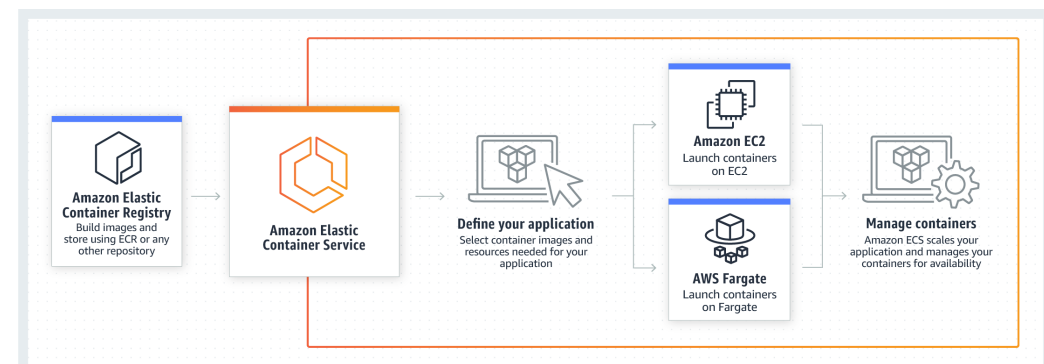 Amazon Elastic
Container Registry
Build images and
store using ECR or any
other repository
Amazon Elastic
Container Service
Define your application
Select container images and
resources needed for your
application
Amazon EC2
Launch containers
on EC2
AWS Fargate
Launch containers
on Fargate
Manage containers
Amazon ECS scales your
application and manages your
containers for availability